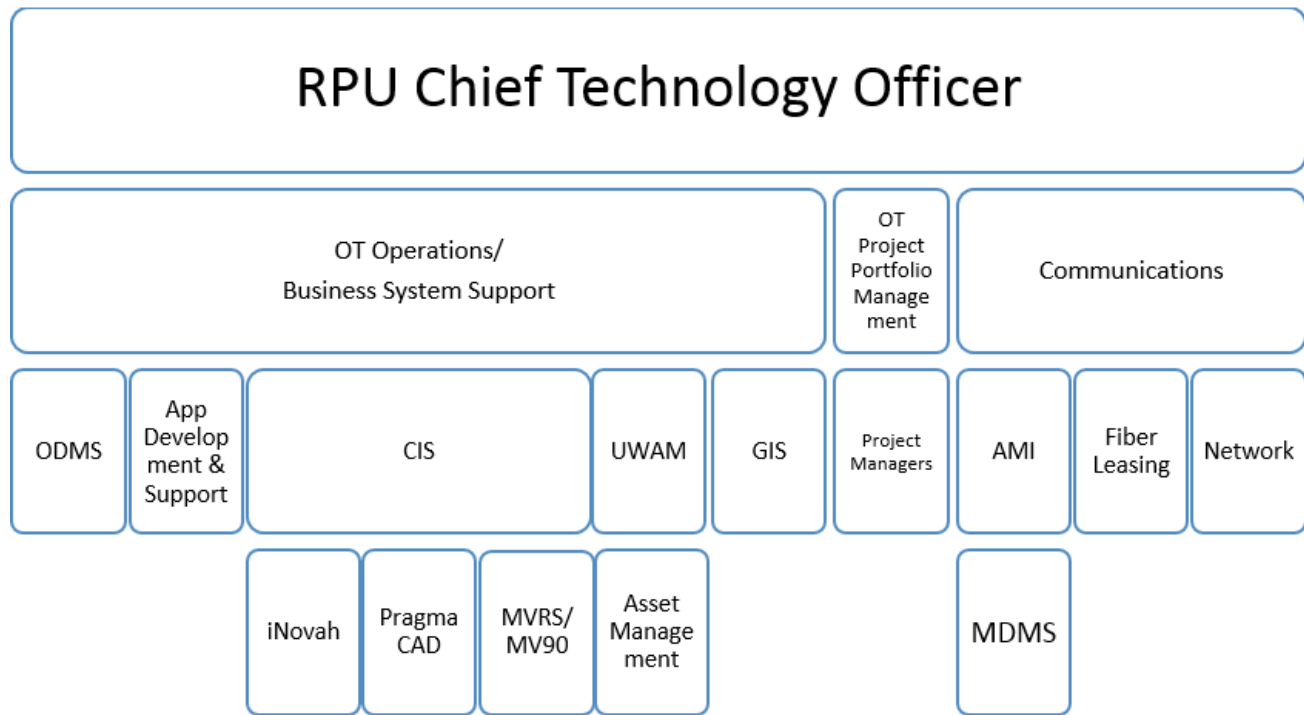 RPU Chief Technology Officer
OT Operations/
Business System Support
OT
Project
Portfolio
Manage
ment
Communications
ODMS
App
Develop
ment &
Support
CIS
UWAM
GIS
Project
Managers
AMI
Fiber
Leasing
Network
iNovah
Pragma
CAD
MVRS/
MV90
Asset
Manage
ment
MDMS